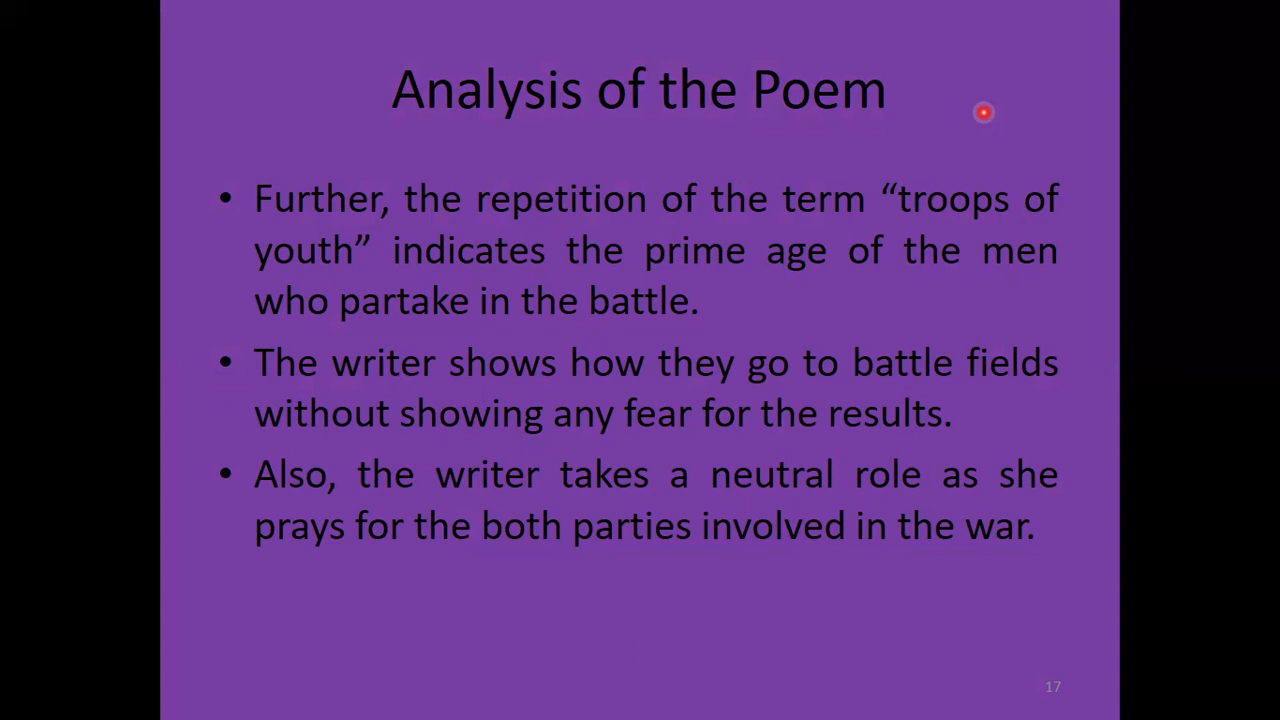 Analysis of the Poem
• Further, the repetition of the term “troops of
youth” indicates the prime age of the men
who partake in the battle.
• The writer shows how they go to battle fields
without showing any fear for the results.
• Also, the writer takes a neutral role as she
prays for the both parties involved in the war.
17